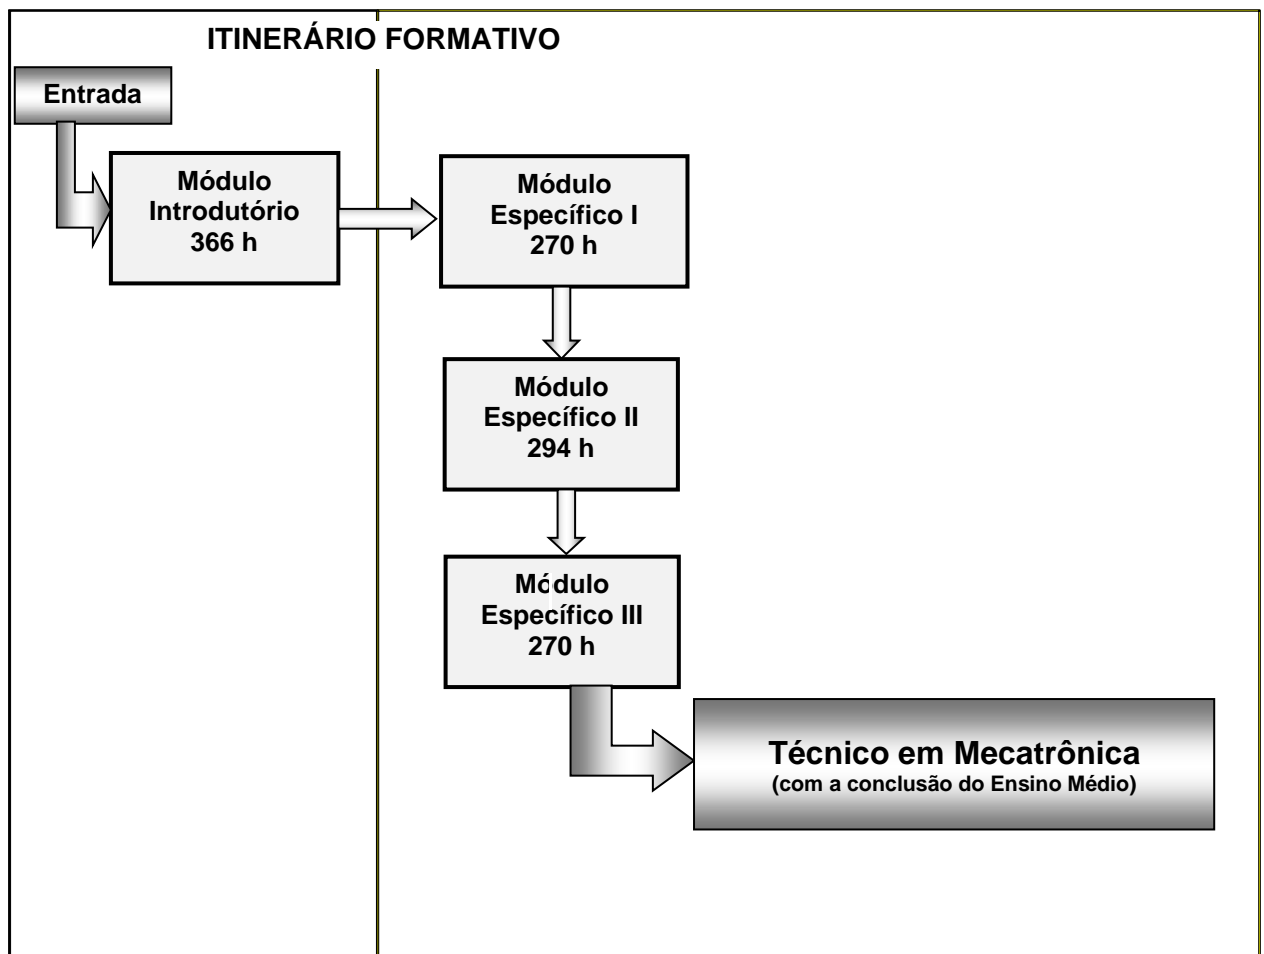 ITINERÁRIO FORMATIVO
Entrada
Módulo
Introdutório
366 h
Módulo
Específico I
270 h
Módulo
Específico II
294 h
Módulo
Específico III
270 h
Técnico em Mecatrônica
(com a conclusão do Ensino Médio)